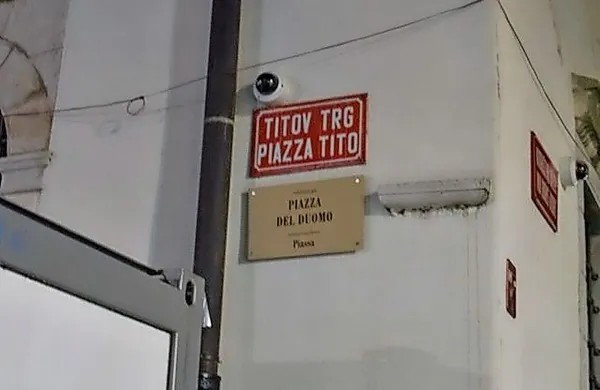 TITOV TRG
PIAZZA TITO
PIAZZA
DEL DUOMO
Piassa